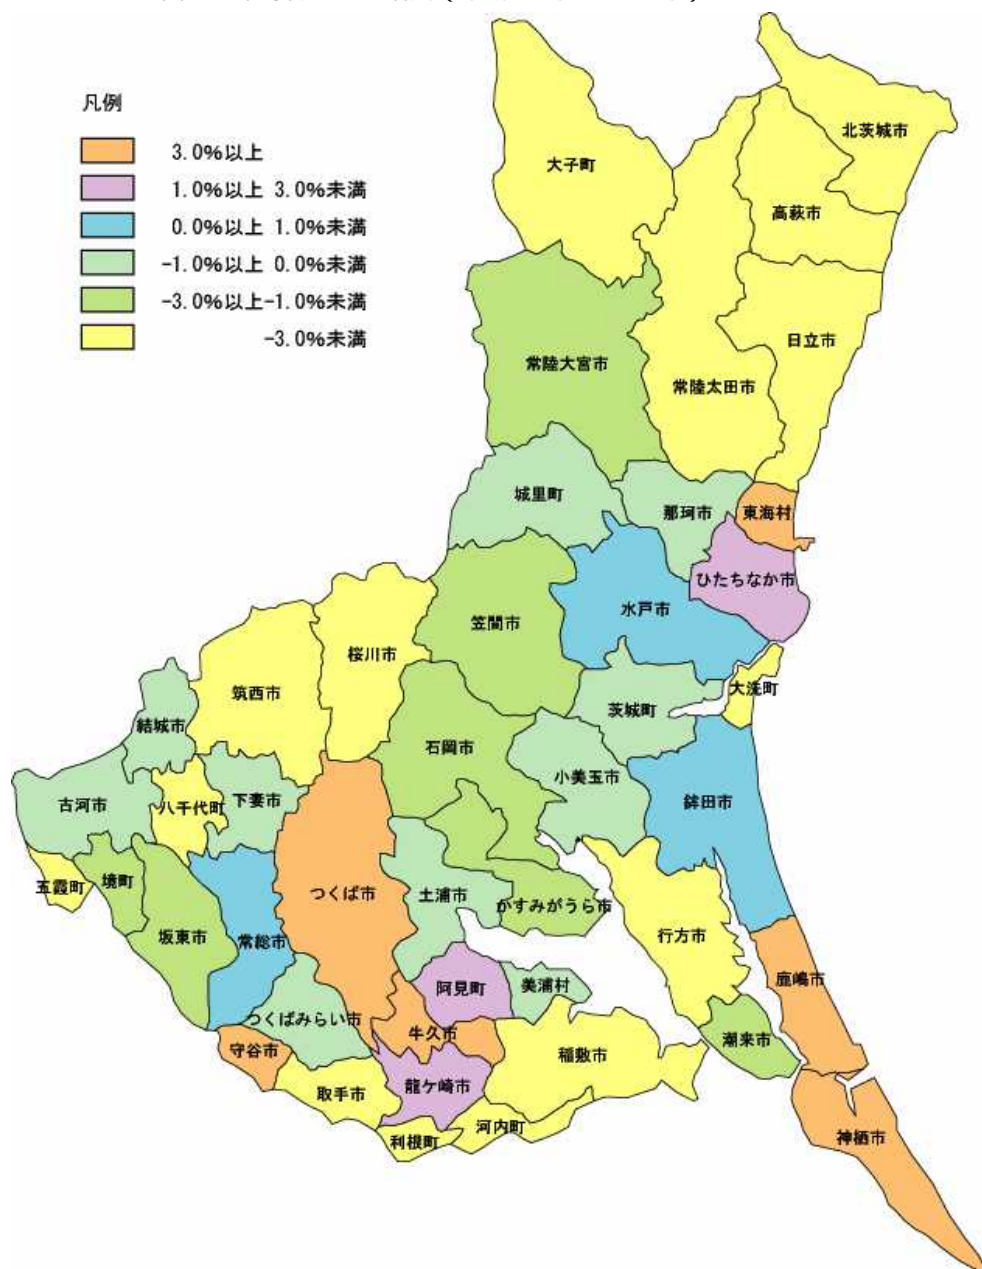 凡例
3.0%以上
1.0%以上 3.0%未満
0.0%以上 1.0%未満
-1.0%以上 0.0%未満
-3.0%以上-1.0%未満
-3.0%未満
北茨城市
大子町
高萩市
日立市
常陸大宮市
常陸太田市
城里町
那珂市
東海村
ひたちなか市
水戸市
笠間市
桜川市
筑西市
大洗町
茨城町
結城市
石岡市
小美玉市
鉾田市
古河市
八千代町
下妻市
五霞町
境町
つくば市
土浦市
かすみがうら市
坂東市
常総市
行方市
鹿嶋市
阿見町
美浦村
つくばみらい市
牛久市
潮来市
守谷市
稲敷市
龍ケ崎市
取手市
河内町
利根町
神栖市